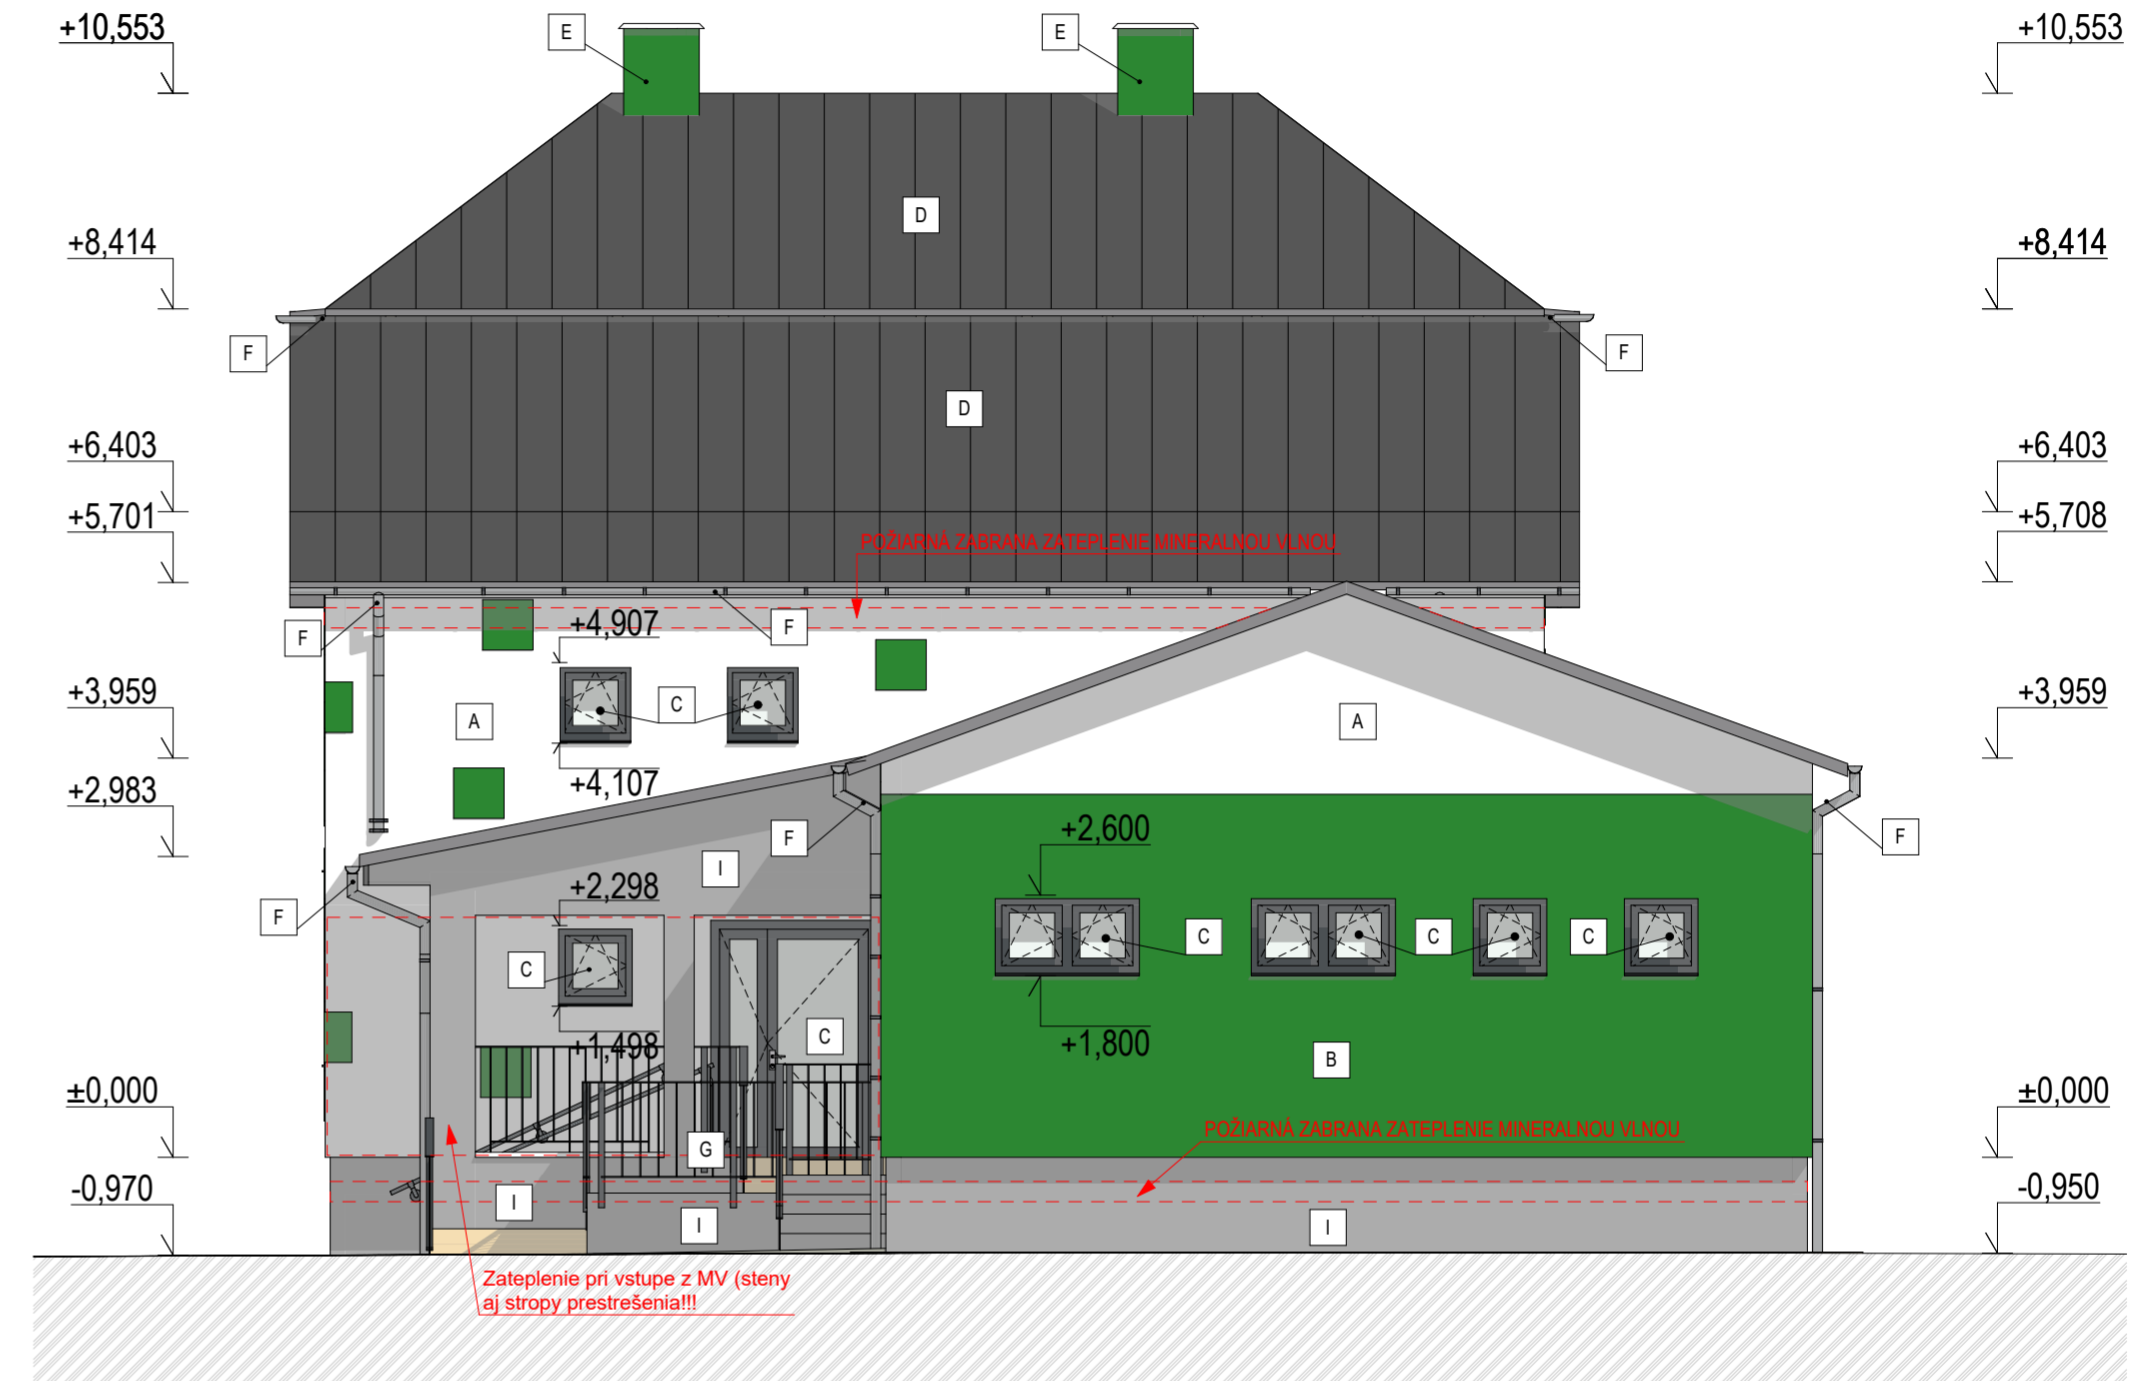 +10,553
E
E
+10,553
D
+8,414
+8,414
F
F
D
+6,403
+6,403
+5,701
+5,708
POŽIARNÁ ZABRANA ZATEPLENIE MINERALNOU VLNOU
F
+4,907
F
+3,959
A
C
A
+3,959
+4,107
+2,983
F
+2,600
F
I
+2,298
F
C
C
C
C
C
+1,498
+1,800
B
±0,000
±0,000
POŽIARNÁ ZABRANA ZATEPLENIE MINERALNOU VLNOU
G
-0,970
-0,950
I
I
I
Zateplenie pri vstupe z MV (steny
aj stropy prestrešenia!!!